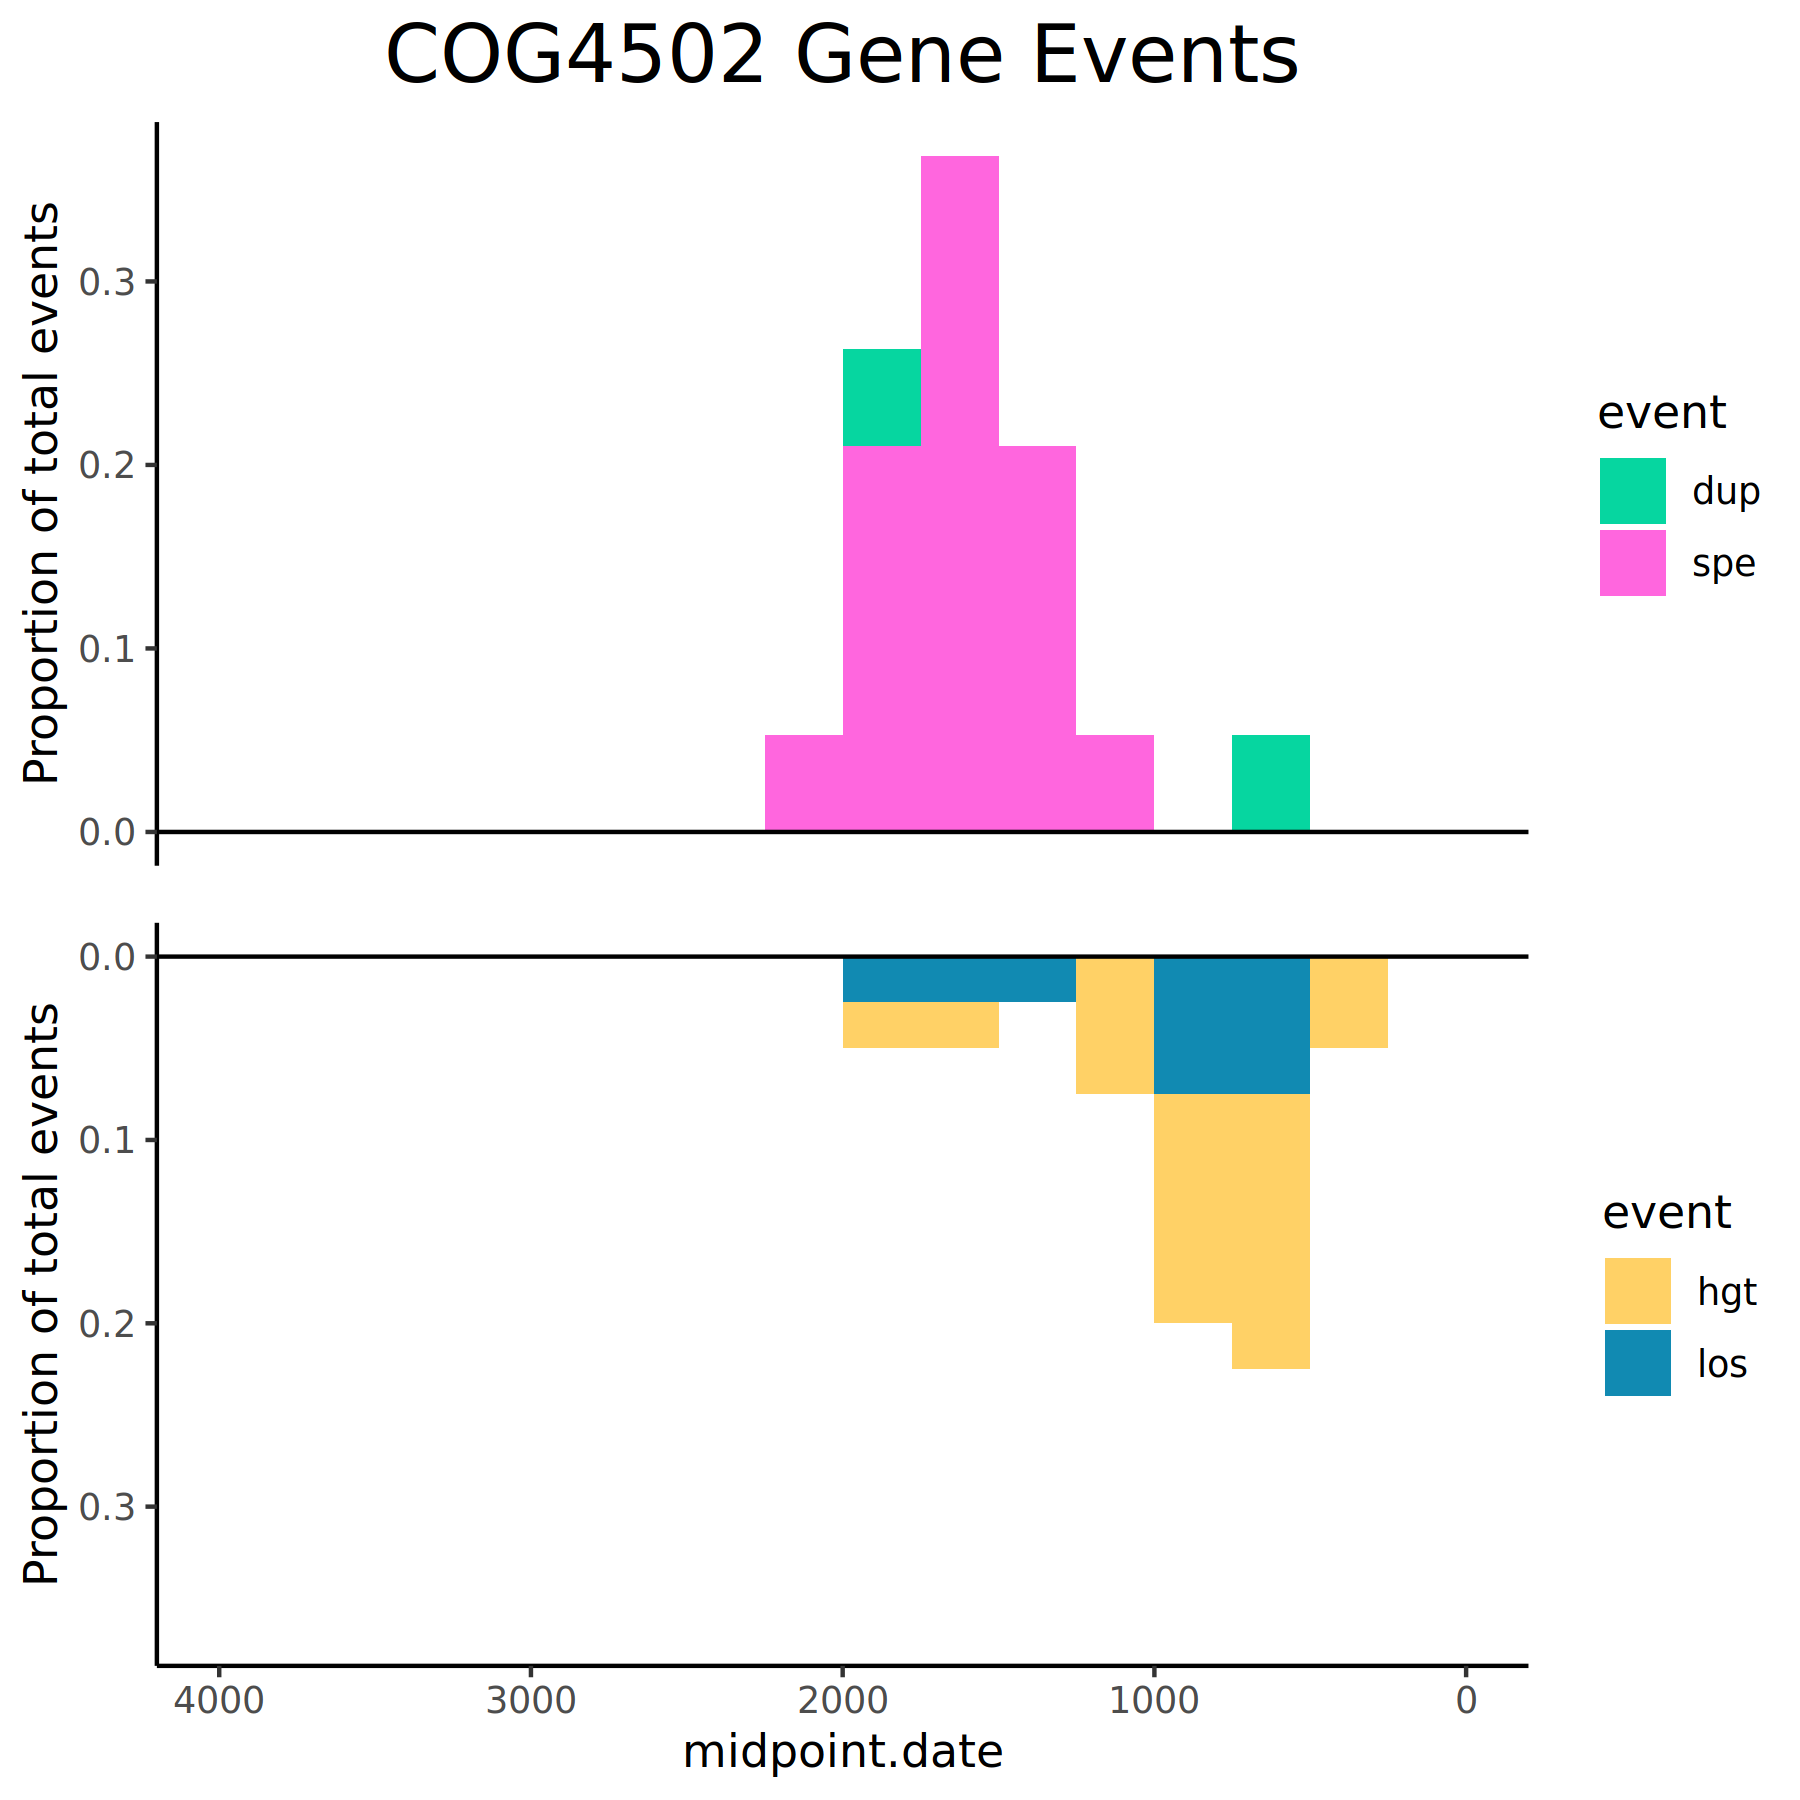 COG4502 Gene Events
Proportion of total events
0.3
0.2
0.1
0.0
event
dup
spe
Proportion of total events
0.0
0.1
0.2
0.3
event
hgt
los
4000 3000 2000 1000 0
midpoint.date